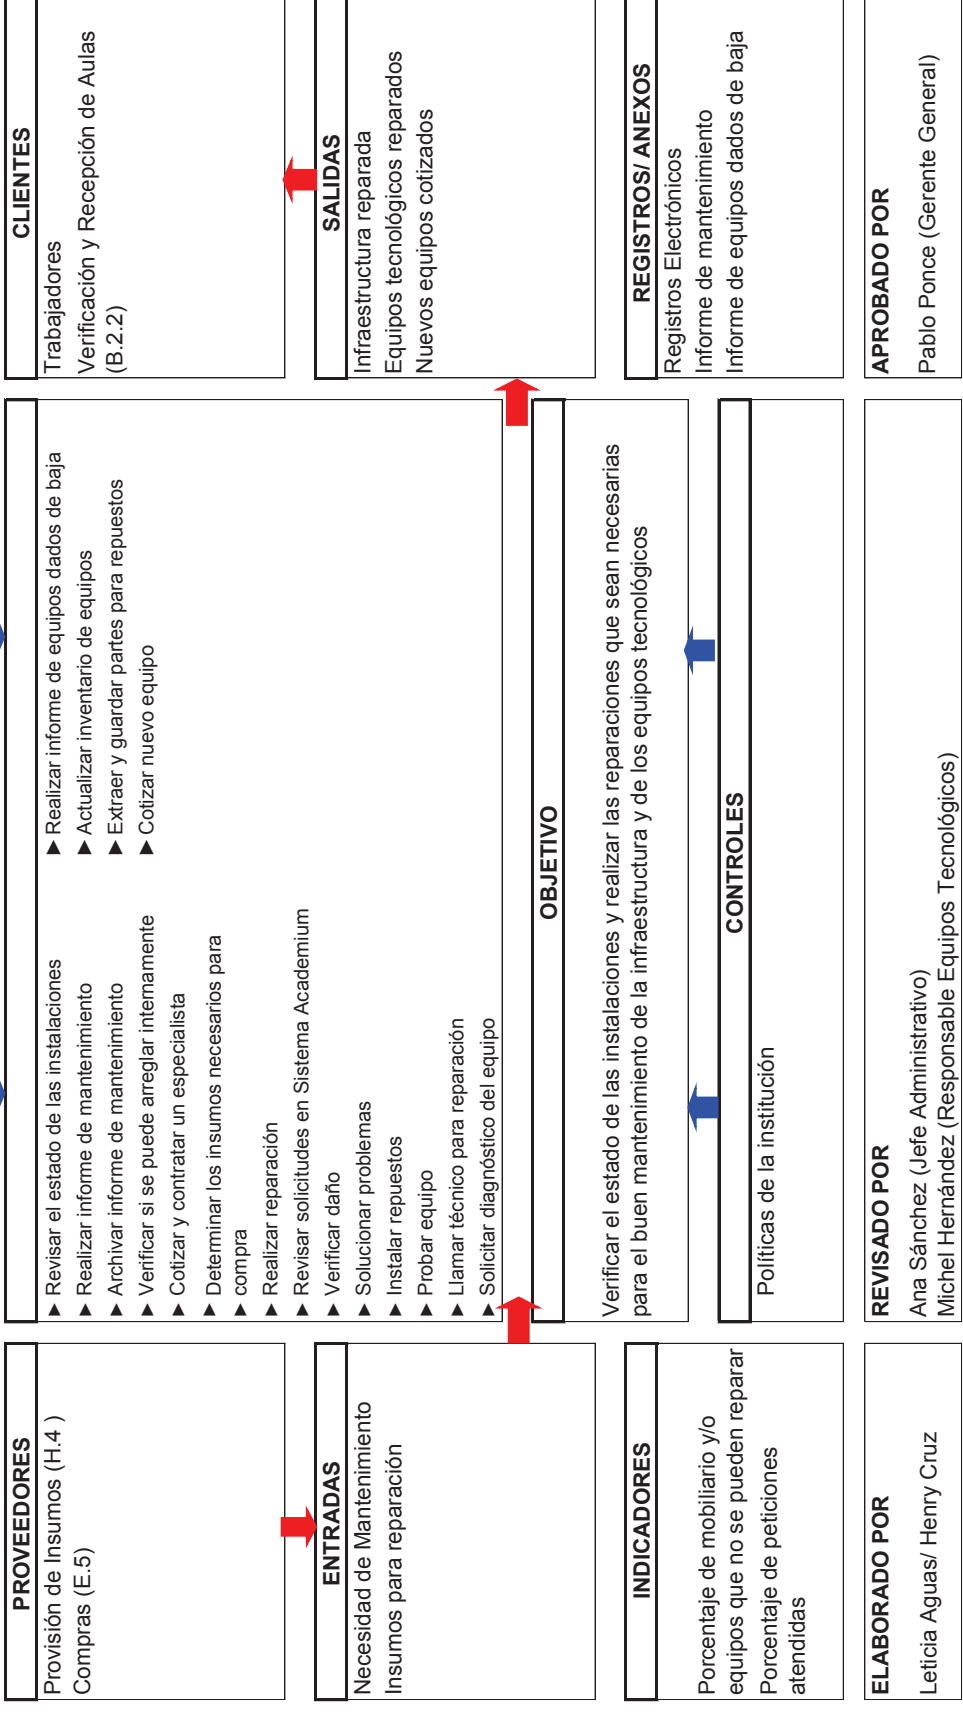 PROVEEDORES
Provisión de Insumos (H.4 )
Compras (E.5)
► Revisar el estado de las instalaciones
► Realizar informe de mantenimiento
► Archivar informe de mantenimiento
► Verificar si se puede arreglar internamente
► Cotizar y contratar un especialista
► Determinar los insumos necesarios para
► compra
► Realizar reparación
► Revisar solicitudes en Sistema Academium
► Verificar daño
► Solucionar problemas
► Instalar repuestos
► Probar equipo
► Llamar técnico para reparación
► Solicitar diagnóstico del equipo
► Realizar informe de equipos dados de baja
► Actualizar inventario de equipos
► Extraer y guardar partes para repuestos
► Cotizar nuevo equipo
CLIENTES
Trabajadores
Verificación y Recepción de Aulas
(B.2.2)
ENTRADAS
Necesidad de Mantenimiento
Insumos para reparación
SALIDAS
Infraestructura reparada
Equipos tecnológicos reparados
Nuevos equipos cotizados
OBJETIVO
Verificar el estado de las instalaciones y realizar las reparaciones que sean necesarias
para el buen mantenimiento de la infraestructura y de los equipos tecnológicos
INDICADORES
Porcentaje de mobiliario y/o
equipos que no se pueden reparar
Porcentaje de peticiones
atendidas
CONTROLES
Políticas de la institución
REGISTROS/ ANEXOS
Registros Electrónicos
Informe de mantenimiento
Informe de equipos dados de baja
ELABORADO POR
Leticia Aguas/ Henry Cruz
REVISADO POR
Ana Sánchez (Jefe Administrativo)
Michel Hernández (Responsable Equipos Tecnológicos)
APROBADO POR
Pablo Ponce (Gerente General)